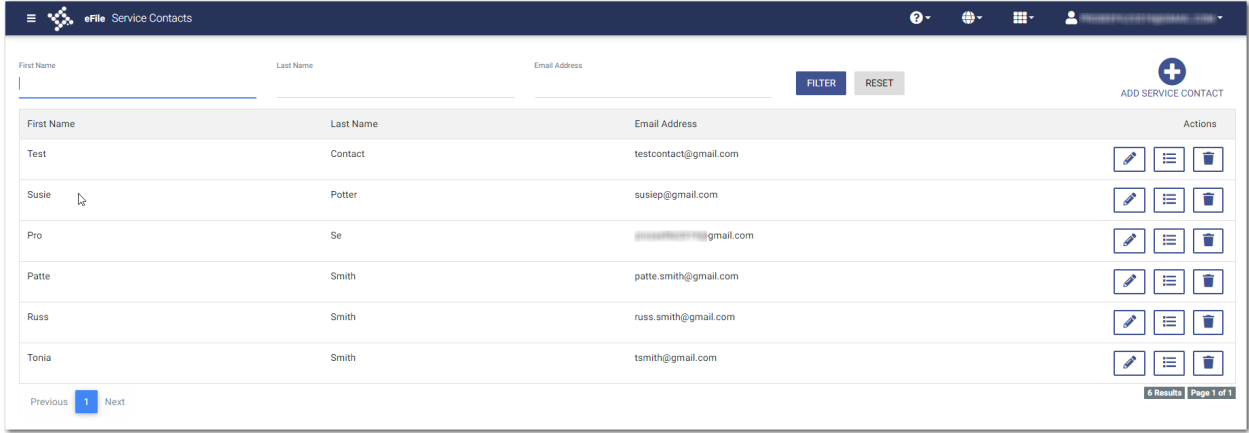 eFile Service Contacts
First Name Last Name Email Address
FILTER RESET
ADD SERVICE CONTACT
First Name Last Name Email Address Actions
Test Contact testcontact@gmail.com
Susie Potter susiep@gmail.com
Pro Se gmail.com
Patte Smith patte.smith@gmail.com
Russ Smith russ.smith@gmail.com
Tonia Smith tsmith@gmail.com
Previous 1 Next
6 Results Page 1 of 1